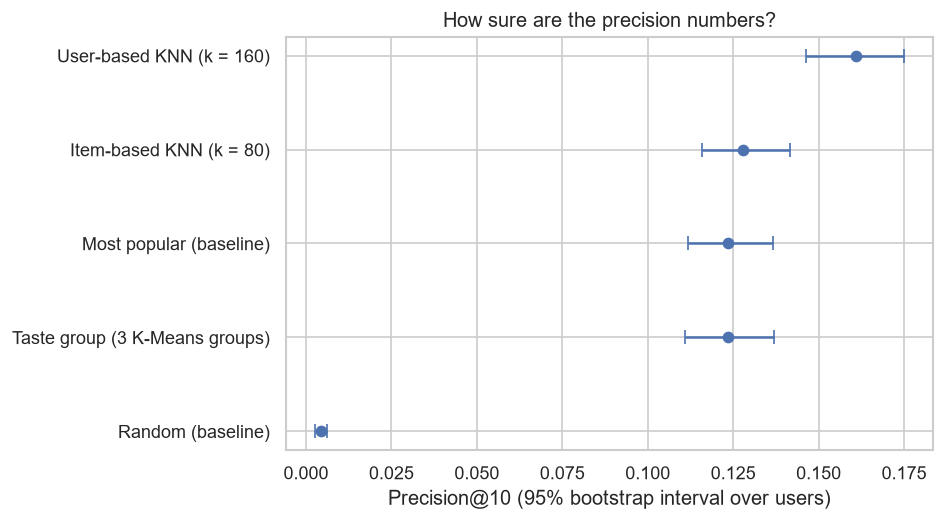 How sure are the precision numbers?
User-based KNN (k = 160)
Item-based KNN (k = 80)
Most popular (baseline)
Taste group (3 K-Means groups)
Random (baseline)
0.000 0.025 0.050 0.075 0.100 0.125 0.150 0.175
Precision@10 (95% bootstrap interval over users)